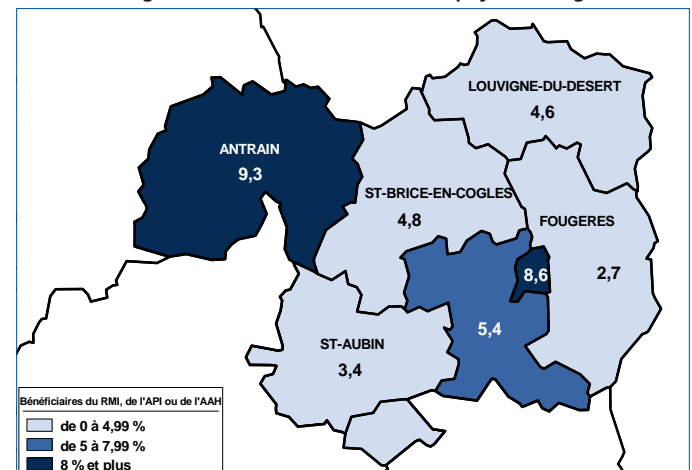 LOUVIGNE-DU-DESERT
4,6
ANTRAIN
9,3
ST-BRICE-EN-COGLES
4,8
FOUGERES
8,6
2,7
5,4
ST-AUBIN
3,4
Bénéficiaires du RMI, de l'API ou de l'AAH
de 0 à 4,99 %
de 5 à 7,99 %
8 % et plus